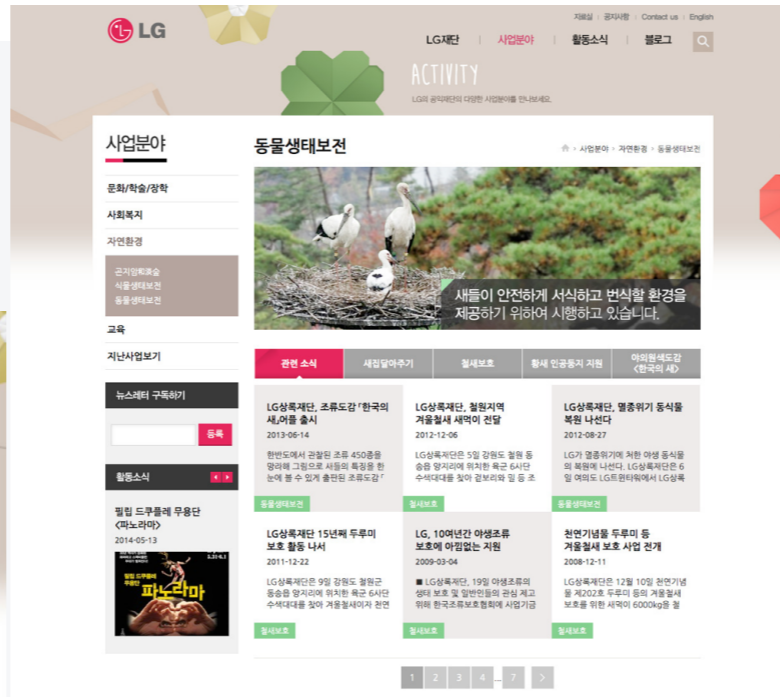 자료실 | 공지사항 | Contact us | English
LG
LG재단 | 사업분야 | 활동소식 | 블로그
ACTIVITY
LG의 공익재단의 다양한 사업분야를 만나보세요.
사업분야
문화/학술/장학
사회복지
자연환경
곤지암화담숲
식물생태보전
동물생태보전
교육
지난사업보기
뉴스레터 구독하기
등록
활동소식
필립 드쿠플레 무용단
<파노라마>
2014-05-13
필립 드쿠플레
무용단
파노라마
동물생태보전
사업분야 > 자연환경 > 동물생태보전
새들이 안전하게 서식하고 번식할 환경을
제공하기 위하여 시행하고 있습니다.
관련 소식
새집달아주기
철새보호
황새 인공둥지 지원
야외원색도감
<한국의 새>
LG상록재단, 조류도감 「한국의
새」어플 출시
2013-06-14
한반도에서 관찰된 조류 450종을
망라해 그림으로 새들의 특징을 한
눈에 볼 수 있게 출판된 조류도감 「
동물생태보전
LG상록재단, 철원지역
겨울철새 새먹이 전달
2012-12-06
LG상록재단은 5일 강원도 철원 동
송읍 양지리에 위치한 육군 6사단
수색대대를 찾아 겉보리와 밀 등 조
철새보호
LG상록재단, 멸종위기 동식물
복원 나선다
2012-08-27
LG가 멸종위기에 처한 야생 동식물
의 복원에 나선다. LG상록재단은 6
일 여의도 LG트윈타워에서 LG상록
동물생태보전
LG상록재단 15년째 두루미
보호 활동 나서
2011-12-22
LG상록재단은 9일 강원도 철원군
동송읍 양지리에 위치한 육군 6사단
수색대대를 찾아 겨울철새이자 천연
철새보호
LG, 10여년간 야생조류
보호에 아낌없는 지원
2009-03-04
■ LG상록재단, 19일 야생조류의
생태 보호 및 일반인들의 관심 제고
위해 한국조류보호협회에 사업기금
철새보호
천연기념물 두루미 등
겨울철새 보호 사업 전개
2008-12-11
LG상록재단은 12월 10일 천연기념
물 제202호 두루미 등의 겨울철새
보호를 위한 새먹이 6000kg을 철
철새보호
1 2 3 4 ... 7 >